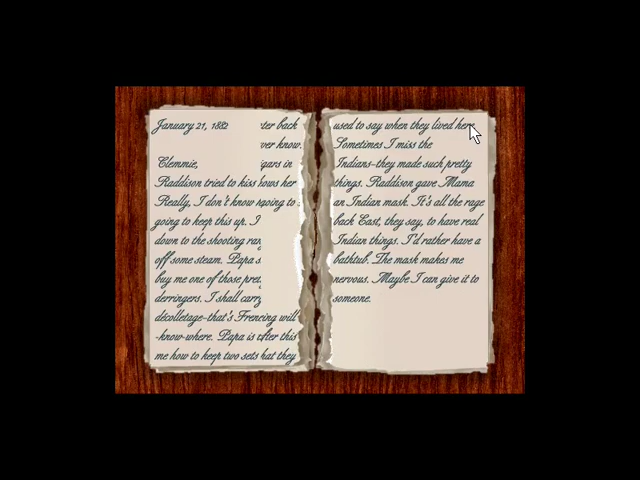 January 21, 1882 ter back
ver know.
Clemmie, igars in
Raddison tried to kiss hows her
Really, I don't know going to
going to keep this up. I
down to the shooting ran
off some steam. Papa s
buy me one of those pre
derringers. I shall carry
décolletage-that's Frencing will
-know-where. Papa is after this
me how to keep two sets hat they
used to say when they lived here.
Sometimes I miss the
Indians-they made such pretty
things. Raddison gave Mama
an Indian mask. It's all the rage
back East, they say, to have real
Indian things. I'd rather have a
bathtub. The mask makes me
nervous. Maybe I can give it to
someone.